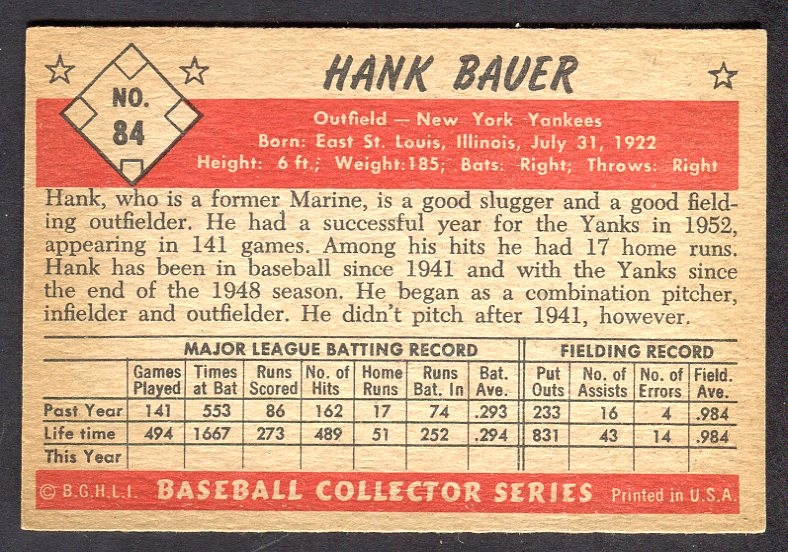 HANK BAUER
NO.
84
Outfield — New York Yankees
Born: East St. Louis, Illinois, July 31, 1922
Height: 6 ft.; Weight:185; Bats: Right; Throws: Right
Hank, who is a former Marine, is a good slugger and a good field-
ing outfielder. He had a successful year for the Yanks in 1952,
appearing in 141 games. Among his hits he had 17 home runs.
Hank has been in baseball since 1941 and with the Yanks since
the end of the 1948 season. He began as a combination pitcher,
infielder and outfielder. He didn't pitch after 1941, however.
MAJOR LEAGUE BATTING RECORD FIELDING RECORD
Games Times Runs No. of Home Runs Bat. Put No. of No. of Field.
Played at Bat Scored Hits Runs Bat. In Ave. Outs Assists Errors Ave.
Past Year 141 553 86 162 17 74 .293 233 16 4 .984
Life time 494 1667 273 489 51 252 .294 831 43 14 .984
This Year
© B.G.H.L.I. BASEBALL COLLECTOR SERIES Printed in U.S.A.